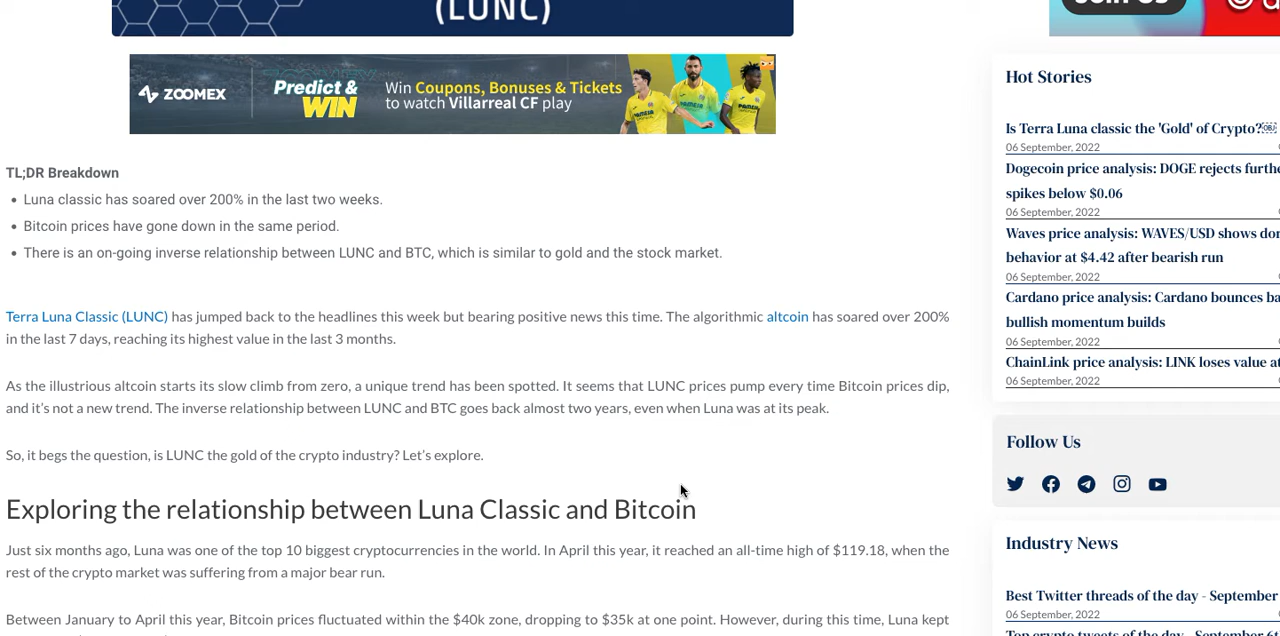 (LUNC)
Join Us
ZOOMEX
Predict &
WIN
Win Coupons, Bonuses & Tickets
to watch Villarreal CF play
TL;DR Breakdown
• Luna classic has soared over 200% in the last two weeks.
• Bitcoin prices have gone down in the same period.
• There is an on-going inverse relationship between LUNC and BTC, which is similar to gold and the stock market.
Terra Luna Classic (LUNC) has jumped back to the headlines this week but bearing positive news this time. The algorithmic altcoin has soared over 200%
in the last 7 days, reaching its highest value in the last 3 months.
As the illustrious altcoin starts its slow climb from zero, a unique trend has been spotted. It seems that LUNC prices pump every time Bitcoin prices dip,
and it’s not a new trend. The inverse relationship between LUNC and BTC goes back almost two years, even when Luna was at its peak.
So, it begs the question, is LUNC the gold of the crypto industry? Let’s explore.
Exploring the relationship between Luna Classic and Bitcoin
Just six months ago, Luna was one of the top 10 biggest cryptocurrencies in the world. In April this year, it reached an all-time high of $119.18, when the
rest of the crypto market was suffering from a major bear run.
Between January to April this year, Bitcoin prices fluctuated within the $40k zone, dropping to $35k at one point. However, during this time, Luna kept
Hot Stories
Is Terra Luna classic the 'Gold' of Crypto?
06 September, 2022
Dogecoin price analysis: DOGE rejects furthe
spikes below $0.06
06 September, 2022
Waves price analysis: WAVES/USD shows do
behavior at $4.42 after bearish run
06 September, 2022
Cardano price analysis: Cardano bounces ba
bullish momentum builds
06 September, 2022
ChainLink price analysis: LINK loses value at
06 September, 2022
Follow Us
Industry News
Best Twitter threads of the day - September
06 September, 2022
Top crypto tweets of the day - September 6t